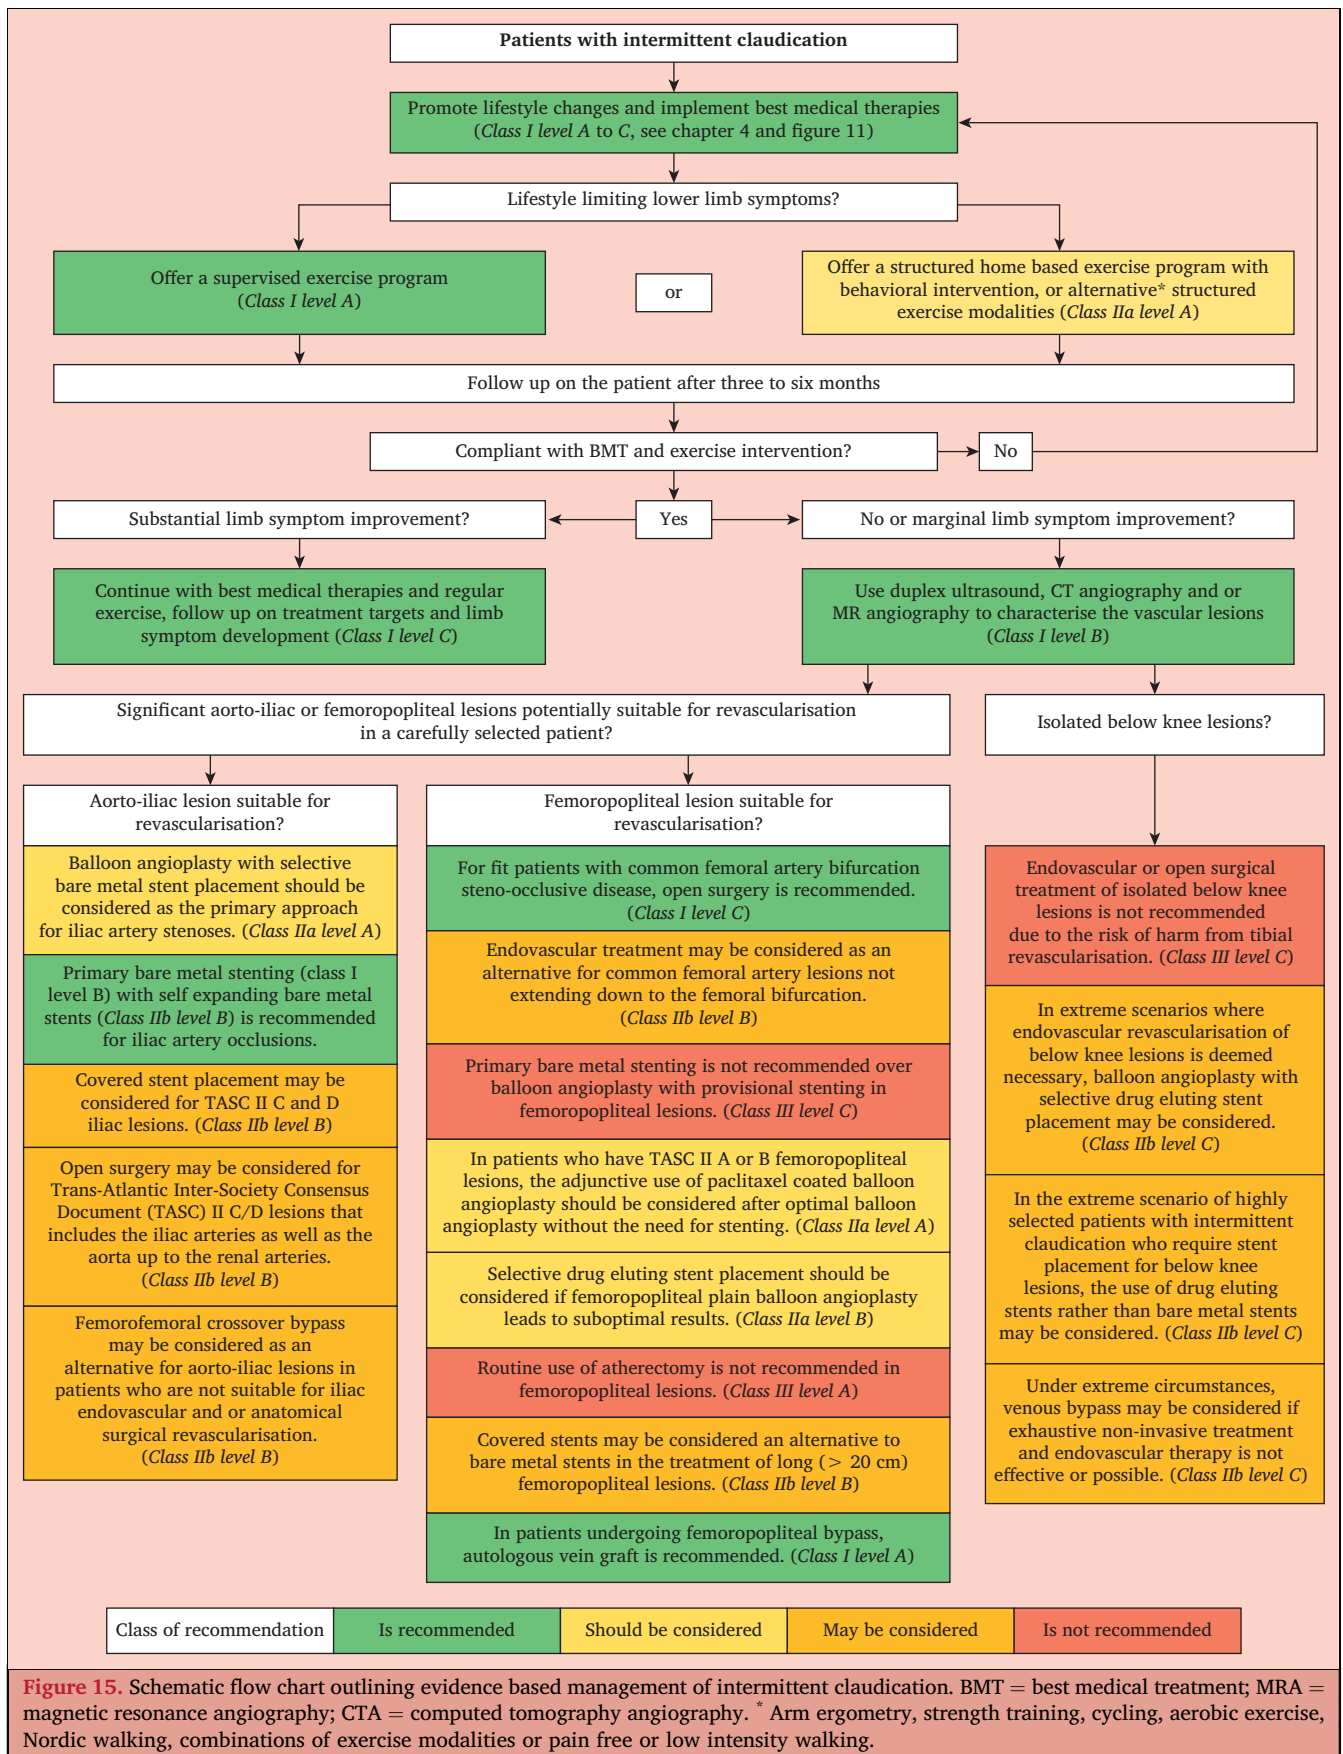 Patients with intermittent claudication
Promote lifestyle changes and implement best medical therapies
(Class I level A to C, see chapter 4 and figure 11)
Lifestyle limiting lower limb symptoms?
Offer a supervised exercise program
(Class I level A)
or
Offer a structured home based exercise program with
behavioral intervention, or alternative* structured
exercise modalities (Class IIa level A)
Follow up on the patient after three to six months
Compliant with BMT and exercise intervention?
No
Substantial limb symptom improvement?
Yes
No or marginal limb symptom improvement?
Continue with best medical therapies and regular
exercise, follow up on treatment targets and limb
symptom development (Class I level C)
Use duplex ultrasound, CT angiography and or
MR angiography to characterise the vascular lesions
(Class I level B)
Significant aorto-iliac or femoropopliteal lesions potentially suitable for revascularisation
in a carefully selected patient?
Isolated below knee lesions?
Aorto-iliac lesion suitable for
revascularisation?
Balloon angioplasty with selective
bare metal stent placement should be
considered as the primary approach
for iliac artery stenoses. (Class IIa level A)
Primary bare metal stenting (class I
level B) with self expanding bare metal
stents (Class IIb level B) is recommended
for iliac artery occlusions.
Covered stent placement may be
considered for TASC II C and D
iliac lesions. (Class IIb level B)
Open surgery may be considered for
Trans-Atlantic Inter-Society Consensus
Document (TASC) II C/D lesions that
includes the iliac arteries as well as the
aorta up to the renal arteries.
(Class IIb level B)
Femorofemoral crossover bypass
may be considered as an
alternative for aorto-iliac lesions in
patients who are not suitable for iliac
endovascular and or anatomical
surgical revascularisation.
(Class IIb level B)
Femoropopliteal lesion suitable for
revascularisation?
For fit patients with common femoral artery bifurcation
steno-occlusive disease, open surgery is recommended.
(Class I level C)
Endovascular treatment may be considered as an
alternative for common femoral artery lesions not
extending down to the femoral bifurcation.
(Class IIb level B)
Primary bare metal stenting is not recommended over
balloon angioplasty with provisional stenting in
femoropopliteal lesions. (Class III level C)
In patients who have TASC II A or B femoropopliteal
lesions, the adjunctive use of paclitaxel coated balloon
angioplasty should be considered after optimal balloon
angioplasty without the need for stenting. (Class IIa level A)
Selective drug eluting stent placement should be
considered if femoropopliteal plain balloon angioplasty
leads to suboptimal results. (Class IIa level B)
Routine use of atherectomy is not recommended in
femoropopliteal lesions. (Class III level A)
Covered stents may be considered an alternative to
bare metal stents in the treatment of long (> 20 cm)
femoropopliteal lesions. (Class IIb level B)
In patients undergoing femoropopliteal bypass,
autologous vein graft is recommended. (Class I level A)
Endovascular or open surgical
treatment of isolated below knee
lesions is not recommended
due to the risk of harm from tibial
revascularisation. (Class III level C)
In extreme scenarios where
endovascular revascularisation of
below knee lesions is deemed
necessary, balloon angioplasty with
selective drug eluting stent
placement may be considered.
(Class IIb level C)
In the extreme scenario of highly
selected patients with intermittent
claudication who require stent
placement for below knee
lesions, the use of drug eluting
stents rather than bare metal stents
may be considered. (Class IIb level C)
Under extreme circumstances,
venous bypass may be considered if
exhaustive non-invasive treatment
and endovascular therapy is not
effective or possible. (Class IIb level C)
Class of recommendation
Is recommended
Should be considered
May be considered
Is not recommended
Figure 15. Schematic flow chart outlining evidence based management of intermittent claudication. BMT = best medical treatment; MRA =
magnetic resonance angiography; CTA = computed tomography angiography. * Arm ergometry, strength training, cycling, aerobic exercise,
Nordic walking, combinations of exercise modalities or pain free or low intensity walking.